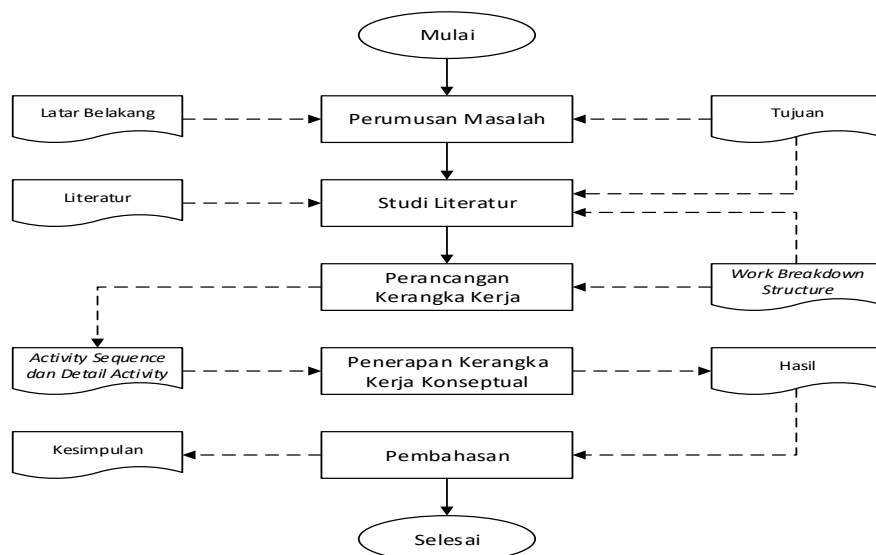 Mulai
Latar Belakang
Perumusan Masalah
Tujuan
Literatur
Studi Literatur
Perancangan
Kerangka Kerja
Work Breakdown
Structure
Activity Sequence
dan Detail Activity
Penerapan Kerangka
Kerja Konseptual
Hasil
Kesimpulan
Pembahasan
Selesai